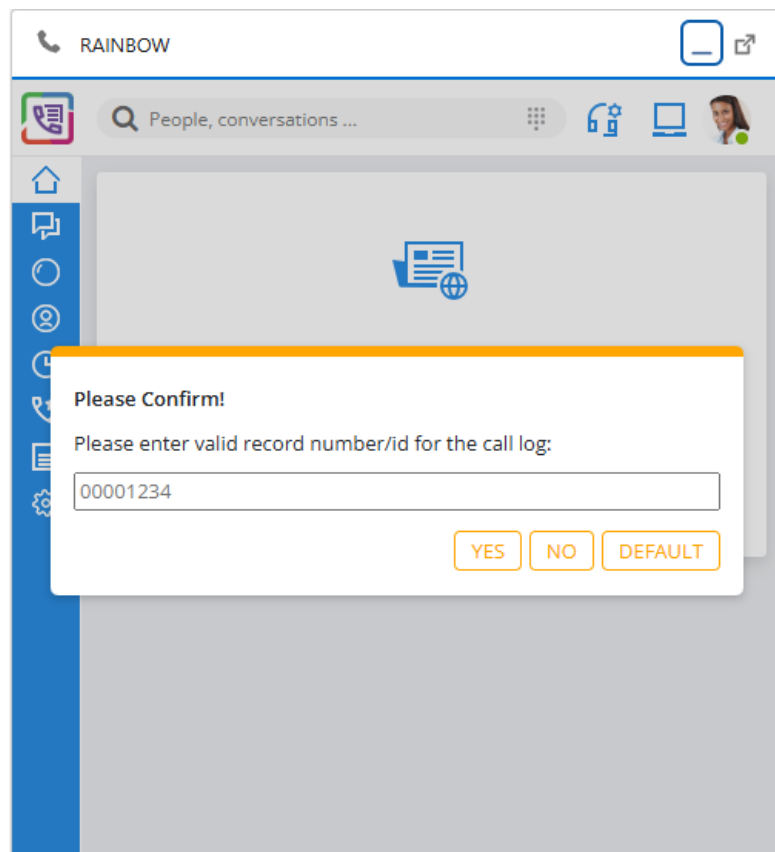 RAINBOW
People, conversations ...
Please Confirm!
Please enter valid record number/id for the call log:
00001234
YES NO DEFAULT